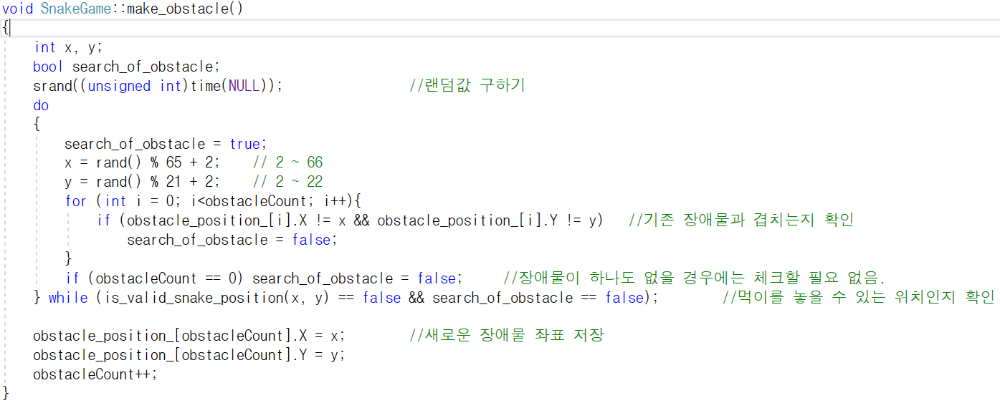 void SnakeGame::make_obstacle()
{
    int x, y;
    bool search_of_obstacle;
    srand((unsigned int)time(NULL));                //랜덤값 구하기
    do
    {
        search_of_obstacle = true;
        x = rand() % 65 + 2;    // 2 ~ 66
        y = rand() % 21 + 2;    // 2 ~ 22
        for (int i = 0; i<obstacleCount; i++){
            if (obstacle_position_[i].X != x && obstacle_position_[i].Y != y)   //기존 장애물과 겹치는지 확인
                search_of_obstacle = false;
        }
        if (obstacleCount == 0) search_of_obstacle = false;     //장애물이 하나도 없을 경우에는 체크할 필요 없음.
    } while (is_valid_snake_position(x, y) == false && search_of_obstacle == false);        //먹이를 놓을 수 있는 위치인지 확인
    obstacle_position_[obstacleCount].X = x;        //새로운 장애물 좌표 저장
    obstacle_position_[obstacleCount].Y = y;
    obstacleCount++;
}